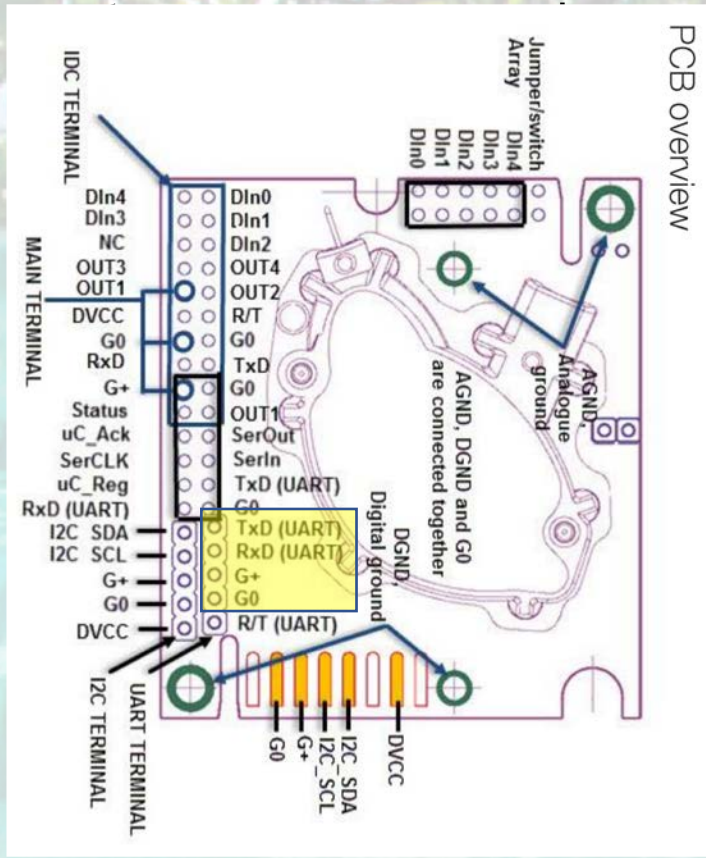 PCB overview
Jumper/switch
Array
DIn0
DIn1
DIn2
DIn3
DIn4
IDC TERMINAL
MAIN TERMINAL
DIn4
DIn3
NC
OUT3
OUT1
DVCC
G0
RxD
G+
Status
uC_Ack
SerCLK
uC_Reg
RxD (UART)
I2C SDA
I2C SCL
G+
G0
DVCC
DIn0
DIn1
DIn2
OUT4
OUT2
R/T
G0
TxD
G0
OUT1
SerOut
SerIn
TxD (UART)
G0
TxD (UART)
RxD (UART)
G+
G0
R/T (UART)
AGND,
Analogue
ground
AGND, DGND and G0
are connected together
DGND,
Digital ground
I2C TERMINAL
UART TERMINAL
G0
G+
I2C_SCL
I2C_SDA
DVCC